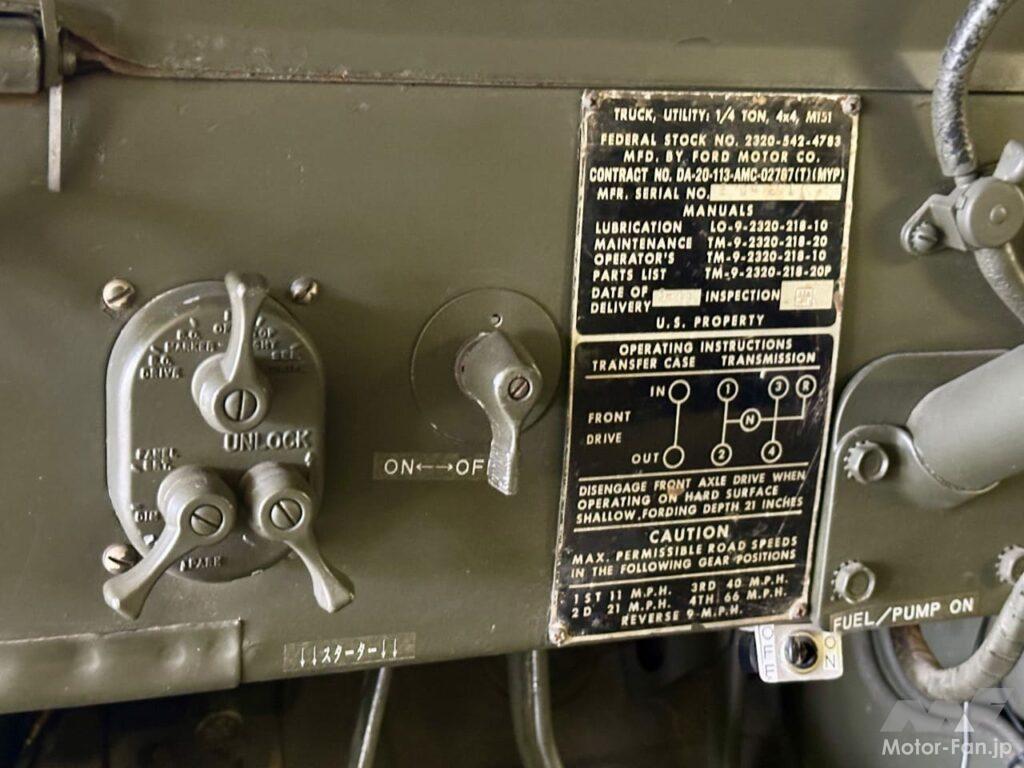 TRUCK, UTILITY: 1/4 TON, 4x4, M151
FEDERAL STOCK NO. 2320-542-4783
MFD. BY FORD MOTOR CO.
CONTRACT NO. DA-20-113-AMC-02787(T)(MYP)
MFR. SERIAL NO.
MANUALS
LUBRICATION LO-9-2320-218-10
MAINTENANCE TM-9-2320-218-20
OPERATOR'S TM-9-2320-218-10
PARTS LIST TM-9-2320-218-20P
DATE OF DELIVERY INSPECTION
U.S. PROPERTY
OPERATING INSTRUCTIONS
TRANSFER CASE TRANSMISSION
IN 1 3 R
FRONT DRIVE N
OUT 2 4
DISENGAGE FRONT AXLE DRIVE WHEN
OPERATING ON HARD SURFACE
SHALLOW FORDING DEPTH 21 INCHES
CAUTION
MAX. PERMISSIBLE ROAD SPEEDS
IN THE FOLLOWING GEAR POSITIONS
1ST 11 M.P.H. 3RD 40 M.P.H.
2D 21 M.P.H. 4TH 66 M.P.H.
REVERSE 9-M.P.H.
B.O.
PARKER
B.O.
DRIVE
UNLOCK
PANEL
BRT.
DIM
PARK
ON←→OF
↓↓スターター↓↓
FUEL/PUMP ON
OFF
ON
Motor-Fan.jp